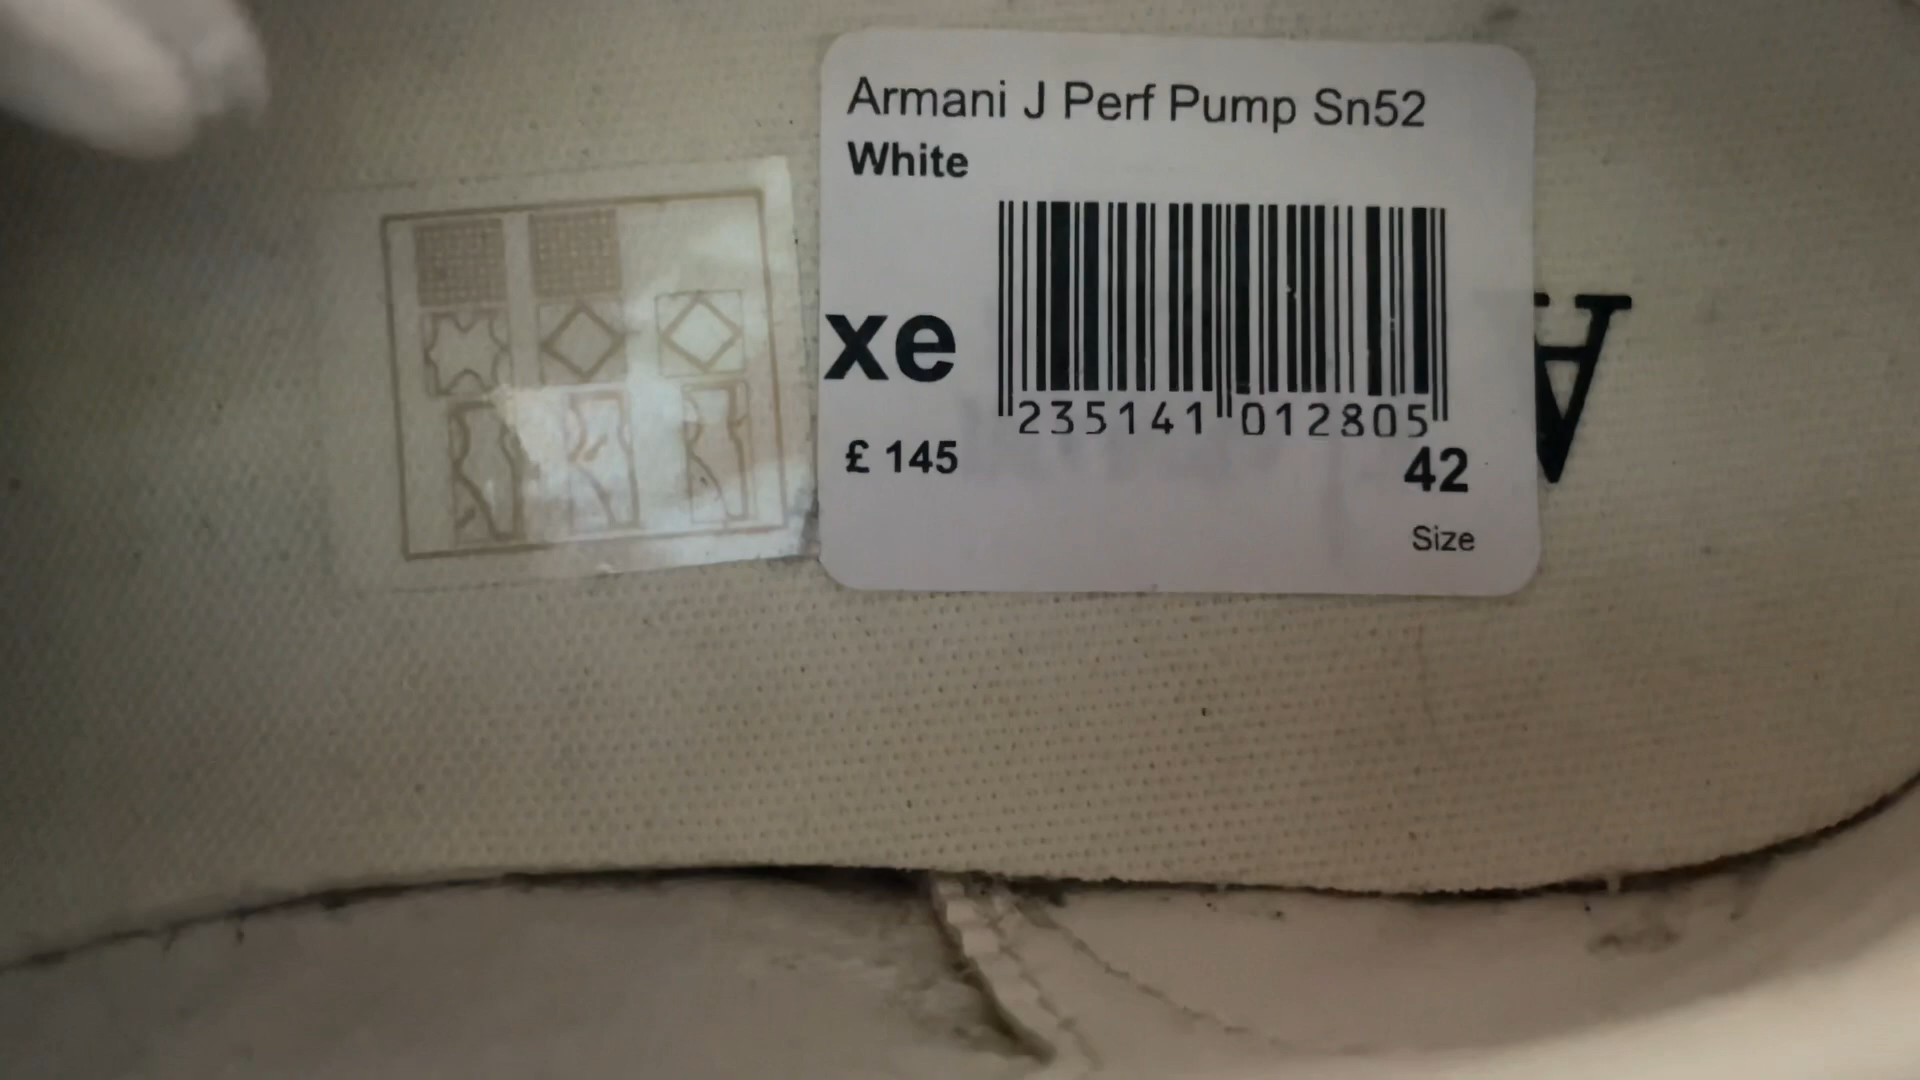 Armani J Perf Pump Sn52
White
xe
235141 012805
£ 145
42
Size
A